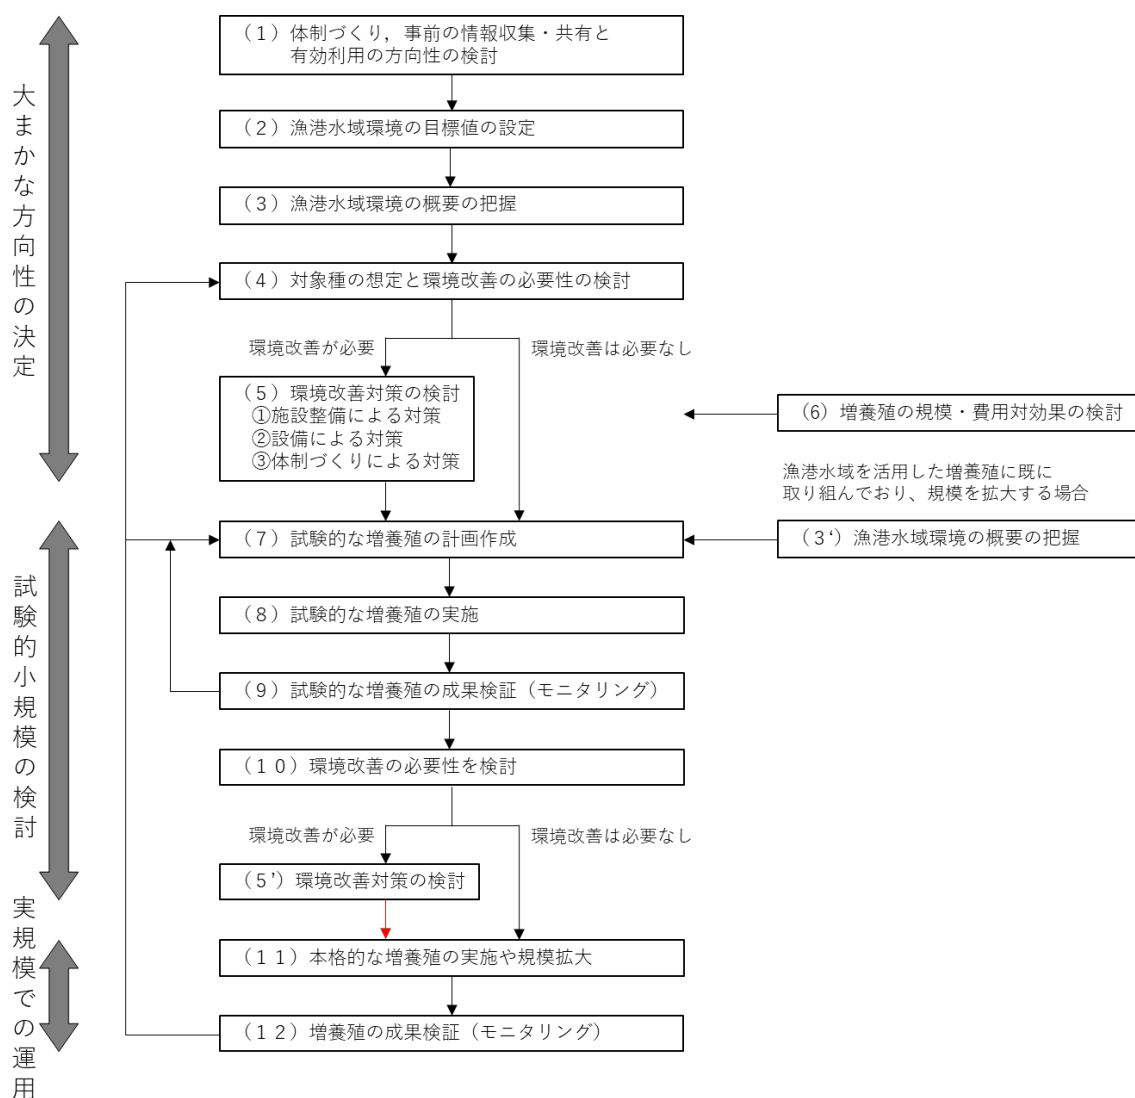 大まかな方向性の決定
(1)体制づくり,事前の情報収集・共有と
有効利用の方向性の検討
(2)漁港水域環境の目標値の設定
(3)漁港水域環境の概要の把握
(4)対象種の想定と環境改善の必要性の検討
環境改善が必要
環境改善は必要なし
(5)環境改善対策の検討
①施設整備による対策
②設備による対策
③体制づくりによる対策
(6)増養殖の規模・費用対効果の検討
漁港水域を活用した増養殖に既に
取り組んでおり、規模を拡大する場合
試験的小規模の検討
(7)試験的な増養殖の計画作成
(3‘)漁港水域環境の概要の把握
(8)試験的な増養殖の実施
(9)試験的な増養殖の成果検証(モニタリング)
(10)環境改善の必要性を検討
環境改善が必要
環境改善は必要なし
(5’)環境改善対策の検討
実規模での運用
(11)本格的な増養殖の実施や規模拡大
(12)増養殖の成果検証(モニタリング)